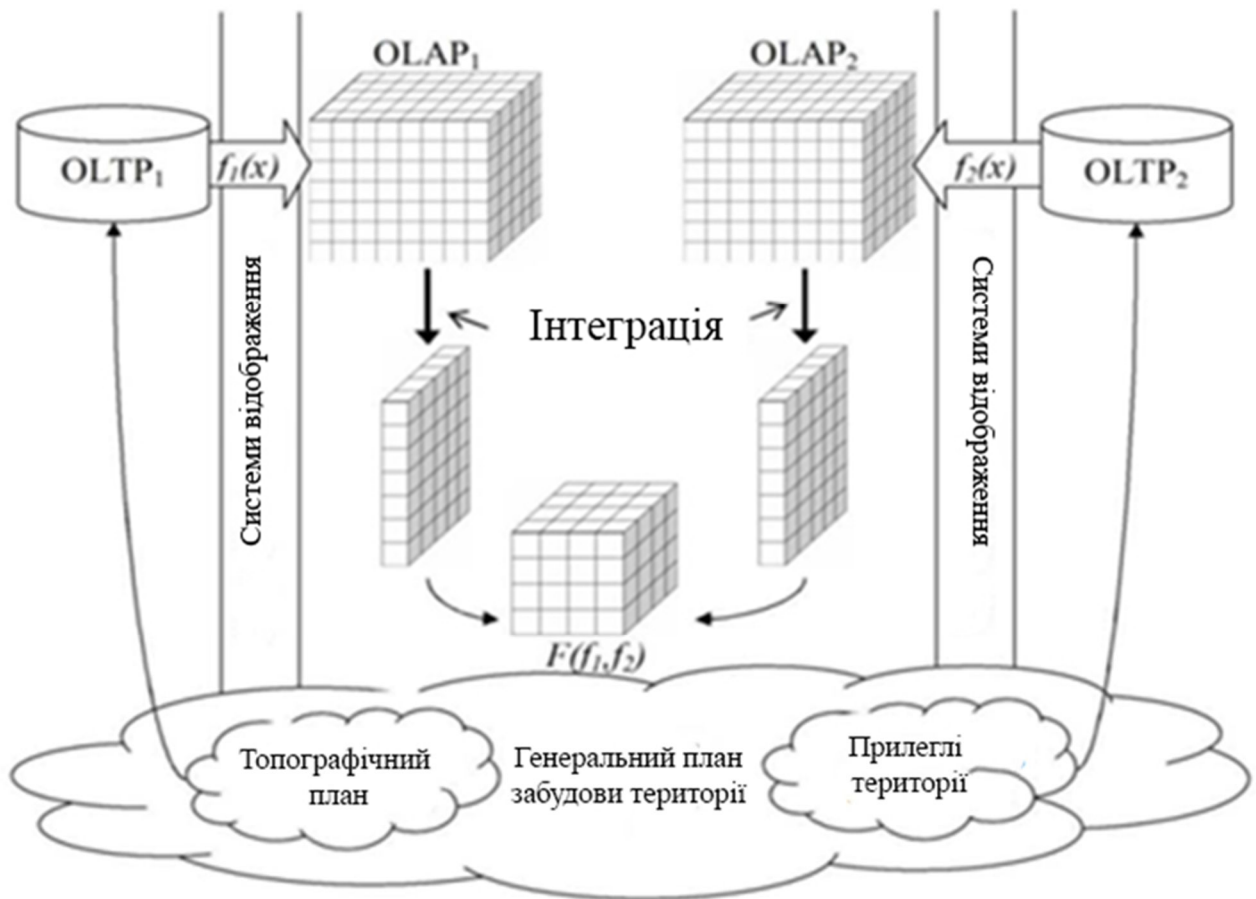 OLAP₁
OLAP₂
OLTP₁
f₁(x)
f₂(x)
OLTP₂
Системи відображення
Інтеграція
Системи відображення
F(f₁,f₂)
Топографічний
план
Генеральний план
забудови території
Прилеглі
території